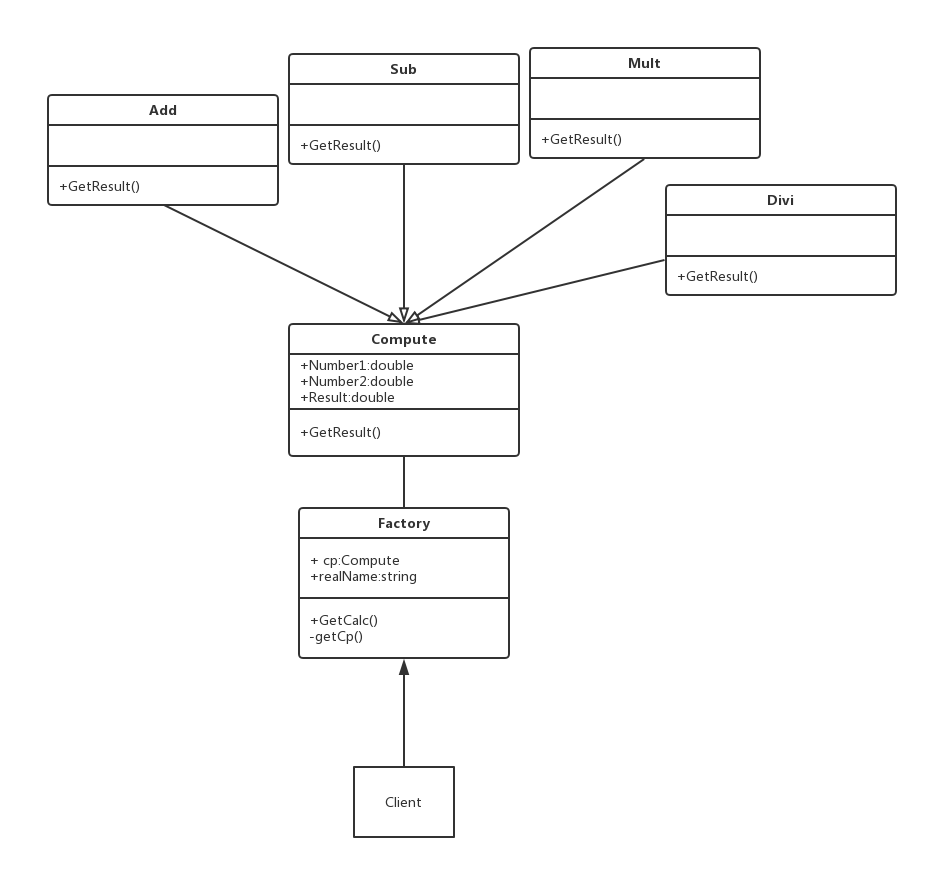 Add
+GetResult()
Sub
+GetResult()
Mult
+GetResult()
Divi
+GetResult()
Compute
+Number1:double
+Number2:double
+Result:double
+GetResult()
Factory
+ cp:Compute
+realName:string
+GetCalc()
-getCp()
Client